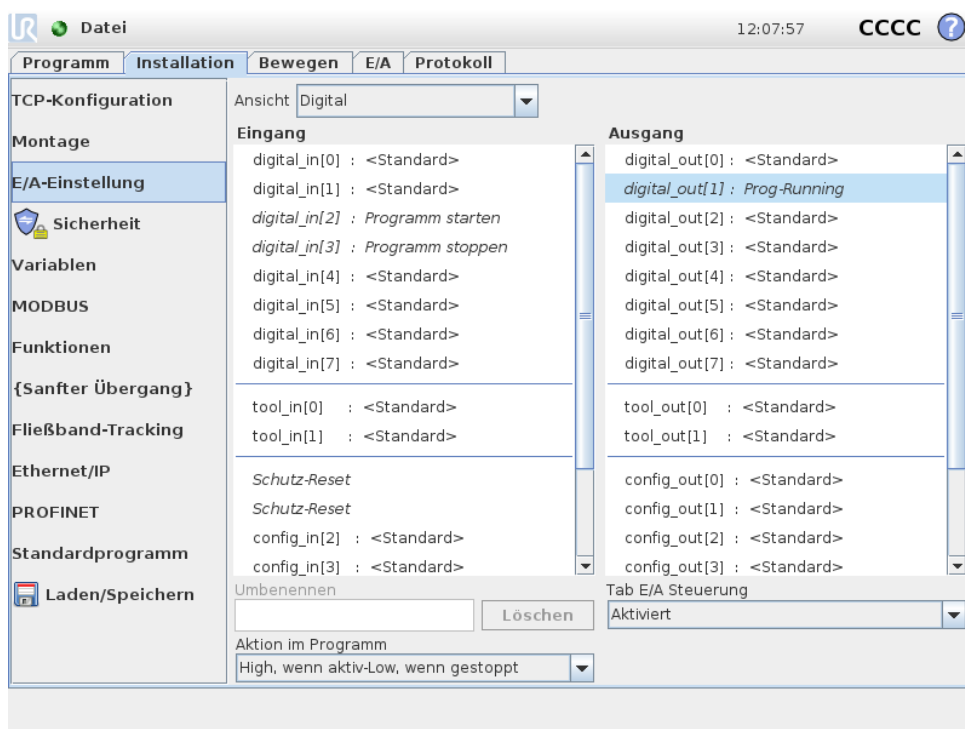 UR Datei 12:07:57 CCCC ?
Programm Installation Bewegen E/A Protokoll
TCP-Konfiguration
Montage
E/A-Einstellung
Sicherheit
Variablen
MODBUS
Funktionen
{Sanfter Übergang}
Fließband-Tracking
Ethernet/IP
PROFINET
Standardprogramm
Laden/Speichern
Ansicht Digital
Eingang
digital_in[0] : <Standard>
digital_in[1] : <Standard>
digital_in[2] : Programm starten
digital_in[3] : Programm stoppen
digital_in[4] : <Standard>
digital_in[5] : <Standard>
digital_in[6] : <Standard>
digital_in[7] : <Standard>
tool_in[0] : <Standard>
tool_in[1] : <Standard>
Schutz-Reset
Schutz-Reset
config_in[2] : <Standard>
config_in[3] : <Standard>
Umbenennen
Löschen
Aktion im Programm
High, wenn aktiv-Low, wenn gestoppt
Ausgang
digital_out[0] : <Standard>
digital_out[1] : Prog-Running
digital_out[2] : <Standard>
digital_out[3] : <Standard>
digital_out[4] : <Standard>
digital_out[5] : <Standard>
digital_out[6] : <Standard>
digital_out[7] : <Standard>
tool_out[0] : <Standard>
tool_out[1] : <Standard>
config_out[0] : <Standard>
config_out[1] : <Standard>
config_out[2] : <Standard>
config_out[3] : <Standard>
Tab E/A Steuerung
Aktiviert